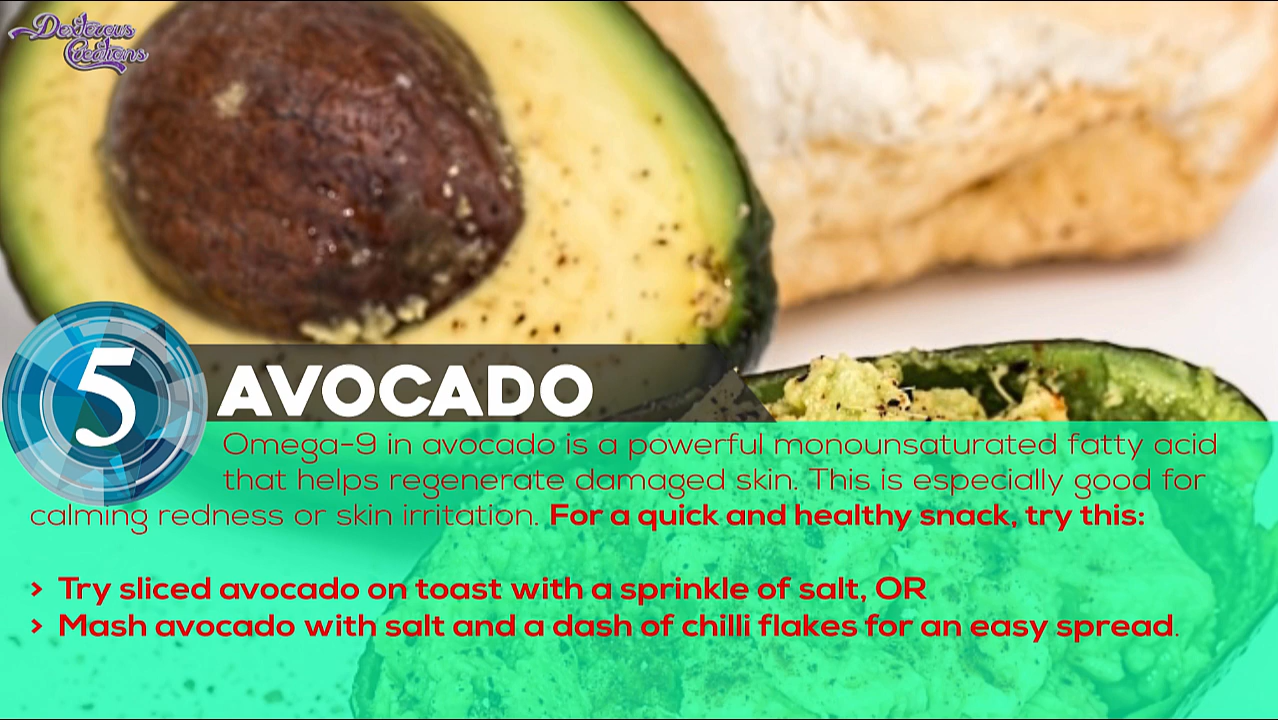 Dexterous
Creations
5
AVOCADO
Omega-9 in avocado is a powerful monounsaturated fatty acid
that helps regenerate damaged skin. This is especially good for
calming redness or skin irritation. For a quick and healthy snack, try this:
> Try sliced avocado on toast with a sprinkle of salt, OR
> Mash avocado with salt and a dash of chilli flakes for an easy spread.